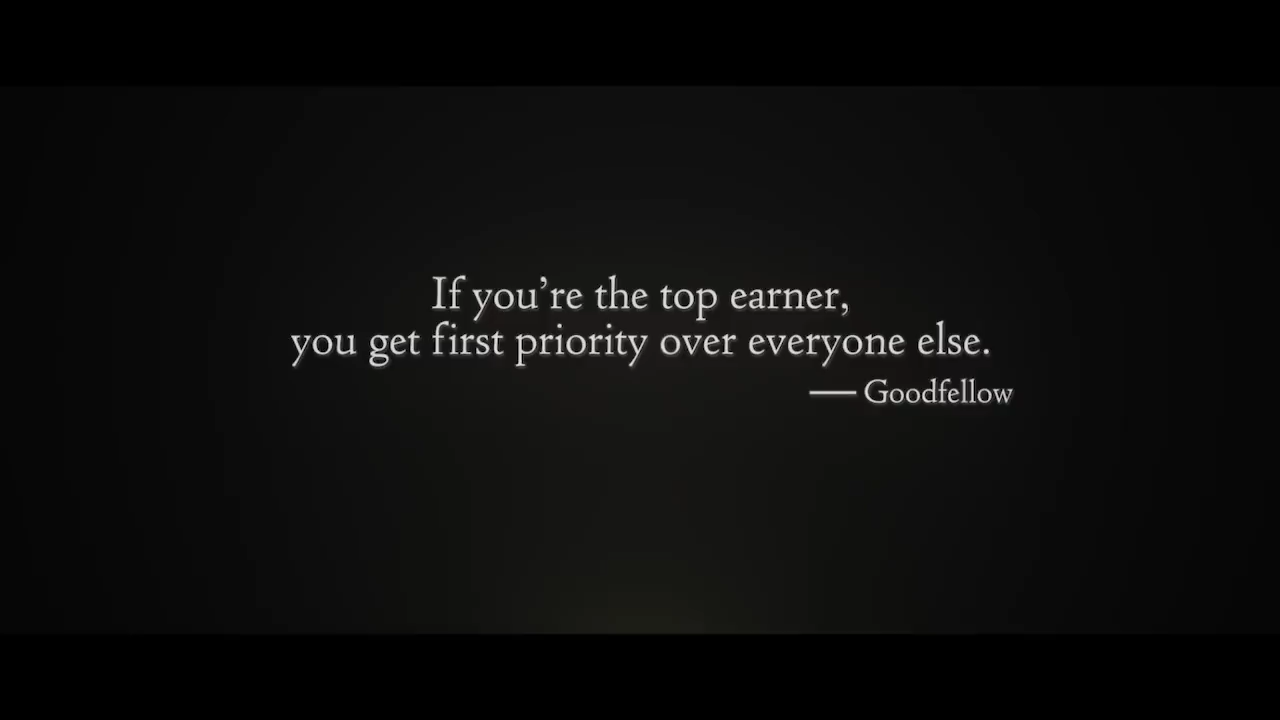 If you’re the top earner,
you get first priority over everyone else.
— Goodfellow